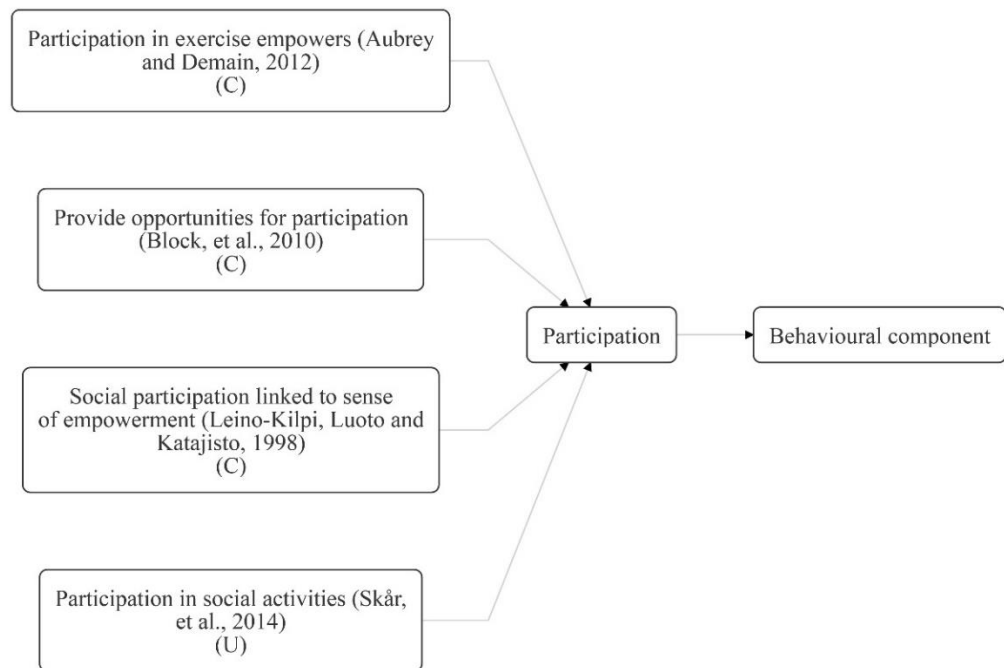 Participation in exercise empowers (Aubrey
and Demain, 2012)
(C)
Provide opportunities for participation
(Block, et al., 2010)
(C)
Social participation linked to sense
of empowerment (Leino-Kilpi, Luoto and
Katajisto, 1998)
(C)
Participation in social activities (Skår,
et al., 2014)
(U)
Participation
Behavioural component